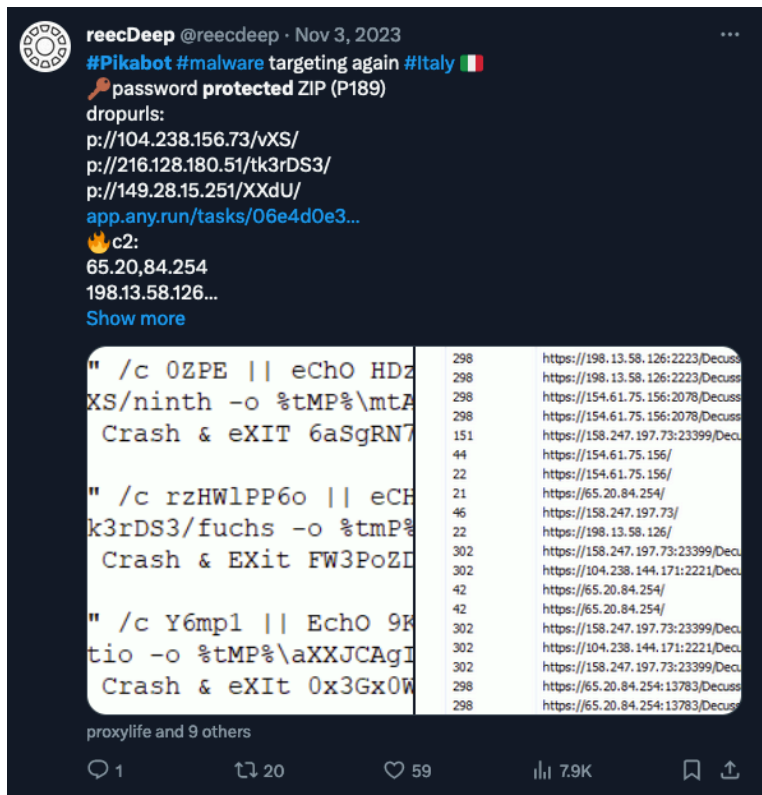 reecDeep @reecdeep · Nov 3, 2023
#Pikabot #malware targeting again #Italy 🇮🇹
🔑password protected ZIP (P189)
dropurls:
p://104.238.156.73/vXS/
p://216.128.180.51/tk3rDS3/
p://149.28.15.251/XXdU/
app.any.run/tasks/06e4d0e3...
🔥c2:
65.20,84.254
198.13.58.126...
Show more
" /c 0ZPE || eChO HDz
XS/ninth -o %tMP%\mtA
Crash & eXIT 6aSgRN7
" /c rzHWlPP6o || eCH
k3rDS3/fuchs -o %tmP%
Crash & EXit FW3PoZD
" /c Y6mp1 || EchO 9K
tio -o %tMP%\aXXJCAgI
Crash & eXIt 0x3Gx0W
298 https://198.13.58.126:2223/Decuss
298 https://198.13.58.126:2223/Decuss
298 https://154.61.75.156:2078/Decuss
298 https://154.61.75.156:2078/Decuss
151 https://158.247.197.73:23399/Decu
44 https://154.61.75.156/
22 https://154.61.75.156/
21 https://65.20.84.254/
46 https://158.247.197.73/
22 https://198.13.58.126/
302 https://158.247.197.73:23399/Decu
302 https://104.238.144.171:2221/Decu
42 https://65.20.84.254/
42 https://65.20.84.254/
302 https://158.247.197.73:23399/Decu
302 https://104.238.144.171:2221/Decu
302 https://158.247.197.73:23399/Decu
298 https://65.20.84.254:13783/Decuss
298 https://65.20.84.254:13783/Decuss
proxylife and 9 others
1 20 59 7.9K